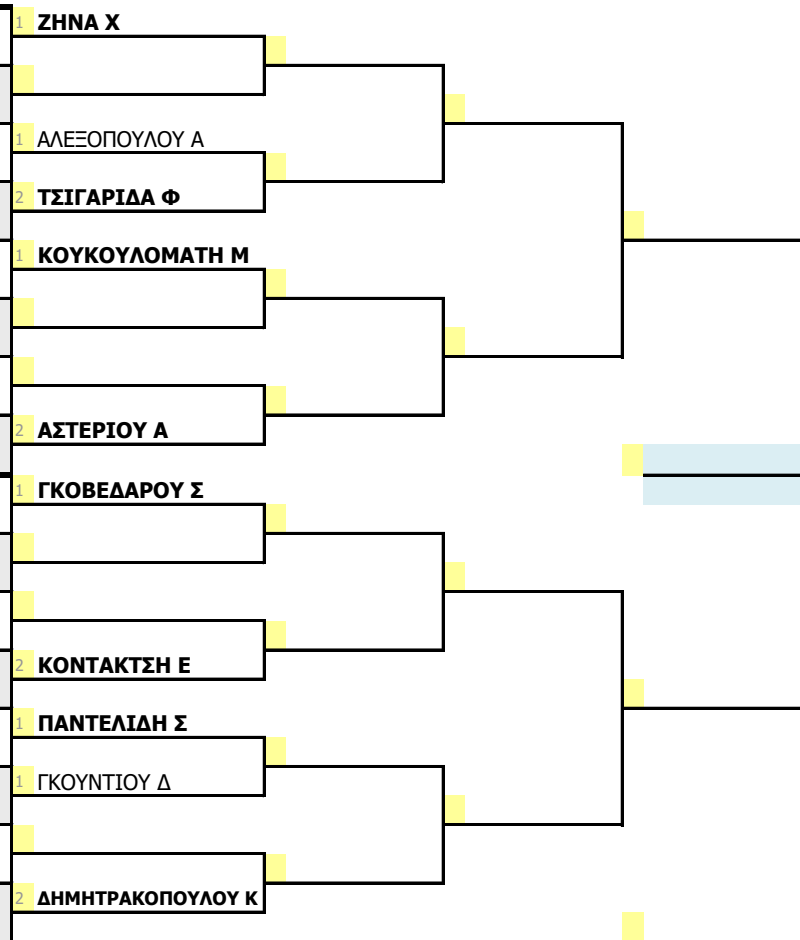 1 ΖΗΝΑ Χ
1 ΑΛΕΞΟΠΟΥΛΟΥ Α
2 ΤΣΙΓΑΡΙΔΑ Φ
1 ΚΟΥΚΟΥΛΟΜΑΤΗ Μ
2 ΑΣΤΕΡΙΟΥ Α
1 ΓΚΟΒΕΔΑΡΟΥ Σ
2 ΚΟΝΤΑΚΤΣΗ Ε
1 ΠΑΝΤΕΛΙΔΗ Σ
1 ΓΚΟΥΝΤΙΟΥ Δ
2 ΔΗΜΗΤΡΑΚΟΠΟΥΛΟΥ Κ